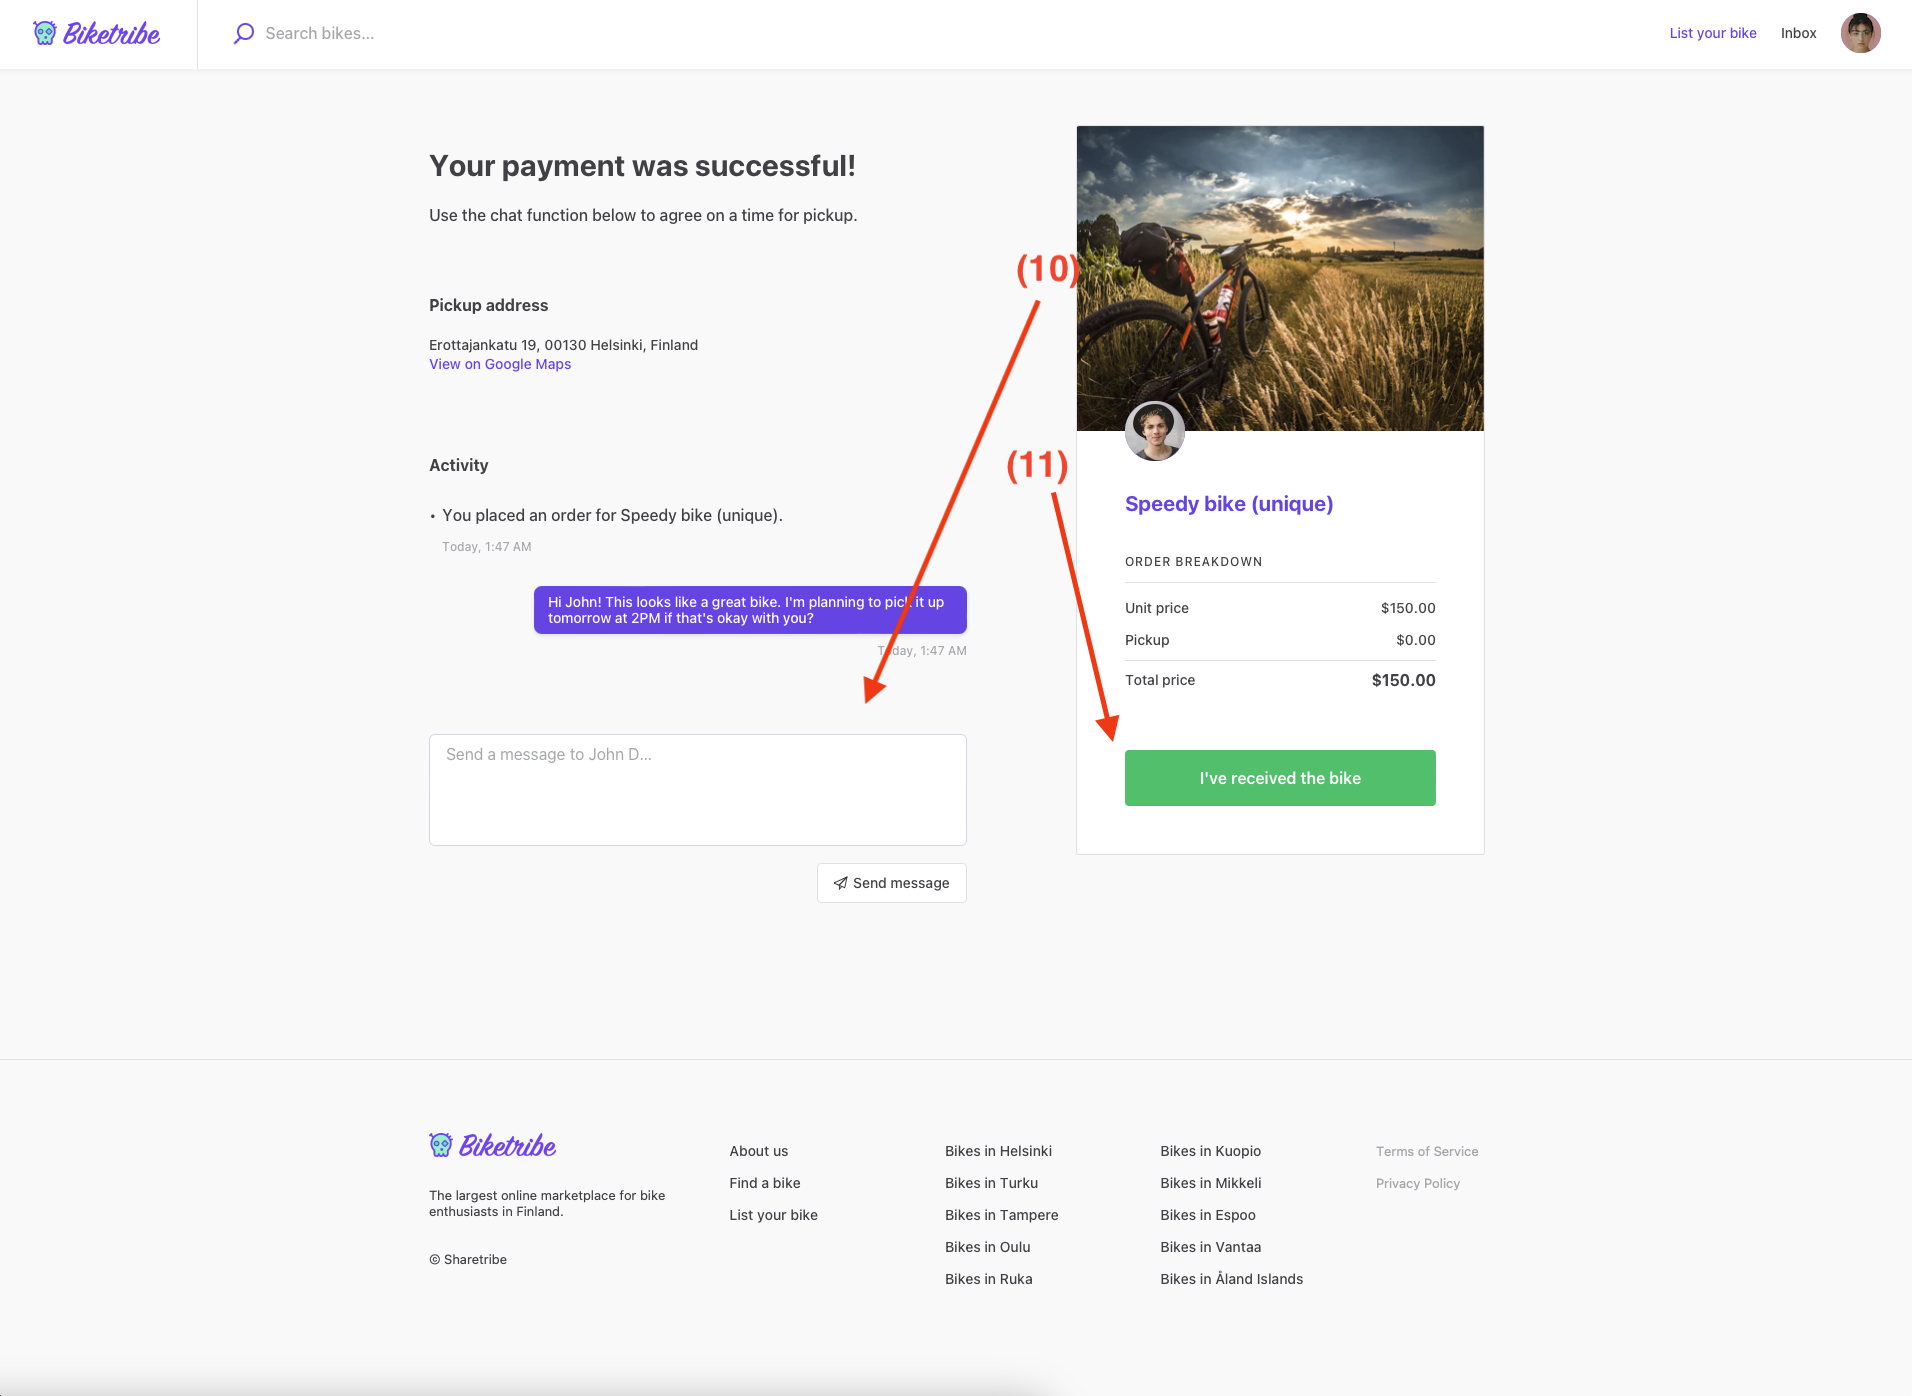 Biketribe
Search bikes...
List your bike
Inbox
Your payment was successful!
Use the chat function below to agree on a time for pickup.
(10)
Pickup address
Erottajankatu 19, 00130 Helsinki, Finland
View on Google Maps
(11)
Activity
• You placed an order for Speedy bike (unique).
Today, 1:47 AM
Hi John! This looks like a great bike. I'm planning to pick it up
tomorrow at 2PM if that's okay with you?
Today, 1:47 AM
Send a message to John D...
Send message
Speedy bike (unique)
ORDER BREAKDOWN
Unit price $150.00
Pickup $0.00
Total price $150.00
I've received the bike
Biketribe
The largest online marketplace for bike
enthusiasts in Finland.
© Sharetribe
About us
Find a bike
List your bike
Bikes in Helsinki
Bikes in Turku
Bikes in Tampere
Bikes in Oulu
Bikes in Ruka
Bikes in Kuopio
Bikes in Mikkeli
Bikes in Espoo
Bikes in Vantaa
Bikes in Åland Islands
Terms of Service
Privacy Policy